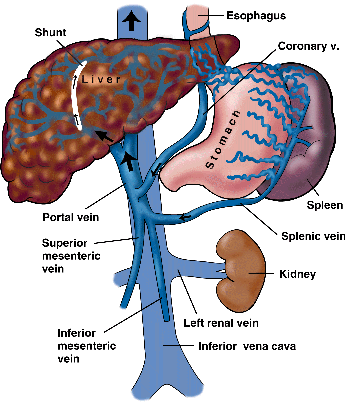 Esophagus
Shunt
Coronary v.
Liver
Stomach
Spleen
Portal vein
Splenic vein
Superior
mesenteric
vein
Kidney
Left renal vein
Inferior
mesenteric
vein
Inferior vena cava